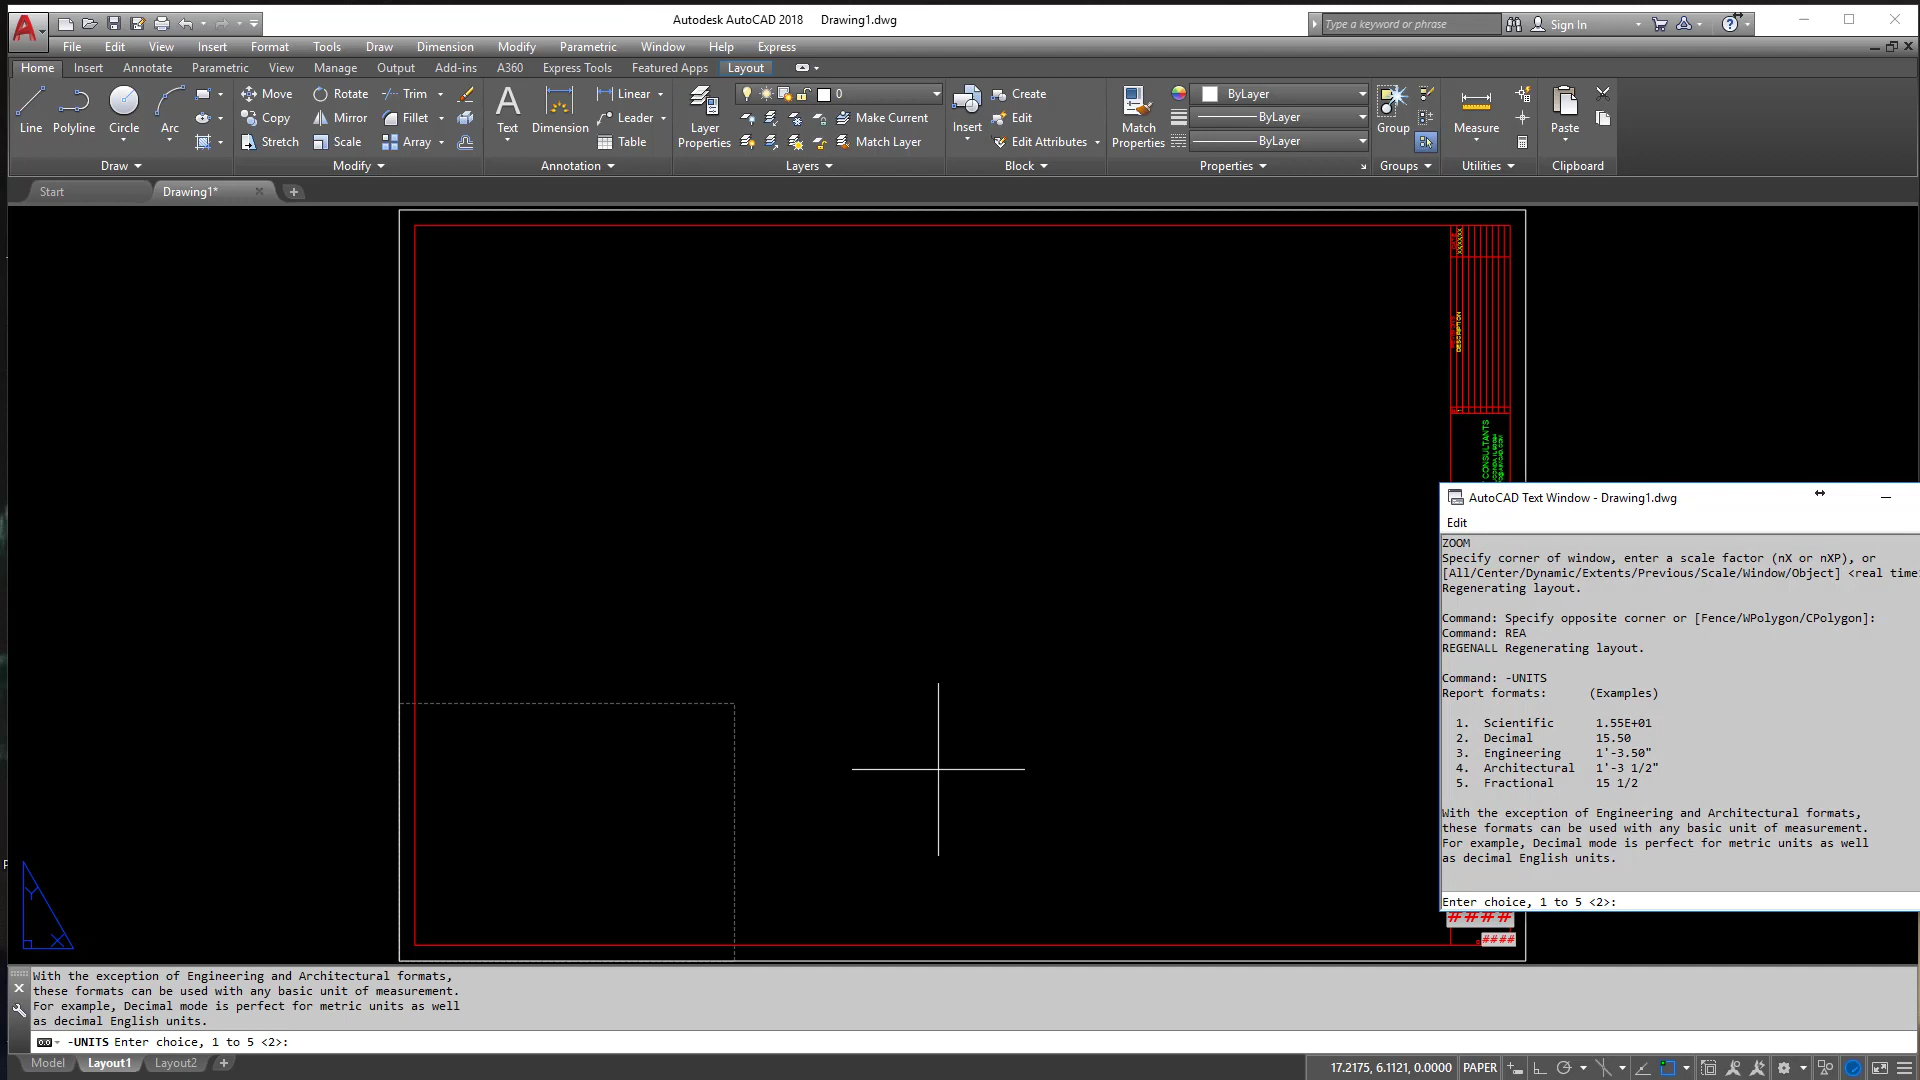 Autodesk AutoCAD 2018 Drawing1.dwg
Type a keyword or phrase
Sign In
File Edit View Insert Format Tools Draw Dimension Modify Parametric Window Help Express
Home Insert Annotate Parametric View Manage Output Add-ins A360 Express Tools Featured Apps Layout
Line Polyline Circle Arc
Move Rotate Trim
Copy Mirror Fillet
Stretch Scale Array
Text Dimension
Linear
Leader
Table
Layer
Properties
0
Make Current
Match Layer
Insert
Create
Edit
Edit Attributes
Match
Properties
ByLayer
ByLayer
ByLayer
Group
Measure
Paste
Draw Modify Annotation Layers Block Properties Groups Utilities Clipboard
Start Drawing1*
XX/XX/XX
DESCRIPTION
CONSULTANTS
AutoCAD Text Window - Drawing1.dwg
Edit
ZOOM
Specify corner of window, enter a scale factor (nX or nXP), or
[All/Center/Dynamic/Extents/Previous/Scale/Window/Object] <real time
Regenerating layout.
Command: Specify opposite corner or [Fence/WPolygon/CPolygon]:
Command: REA
REGENALL Regenerating layout.
Command: -UNITS
Report formats: (Examples)
1. Scientific 1.55E+01
2. Decimal 15.50
3. Engineering 1'-3.50"
4. Architectural 1'-3 1/2"
5. Fractional 15 1/2
With the exception of Engineering and Architectural formats,
these formats can be used with any basic unit of measurement.
For example, Decimal mode is perfect for metric units as well
as decimal English units.
Enter choice, 1 to 5 <2>:
####
####
Y
X
With the exception of Engineering and Architectural formats,
these formats can be used with any basic unit of measurement.
For example, Decimal mode is perfect for metric units as well
as decimal English units.
-UNITS Enter choice, 1 to 5 <2>:
Model Layout1 Layout2
17.2175, 6.1121, 0.0000 PAPER